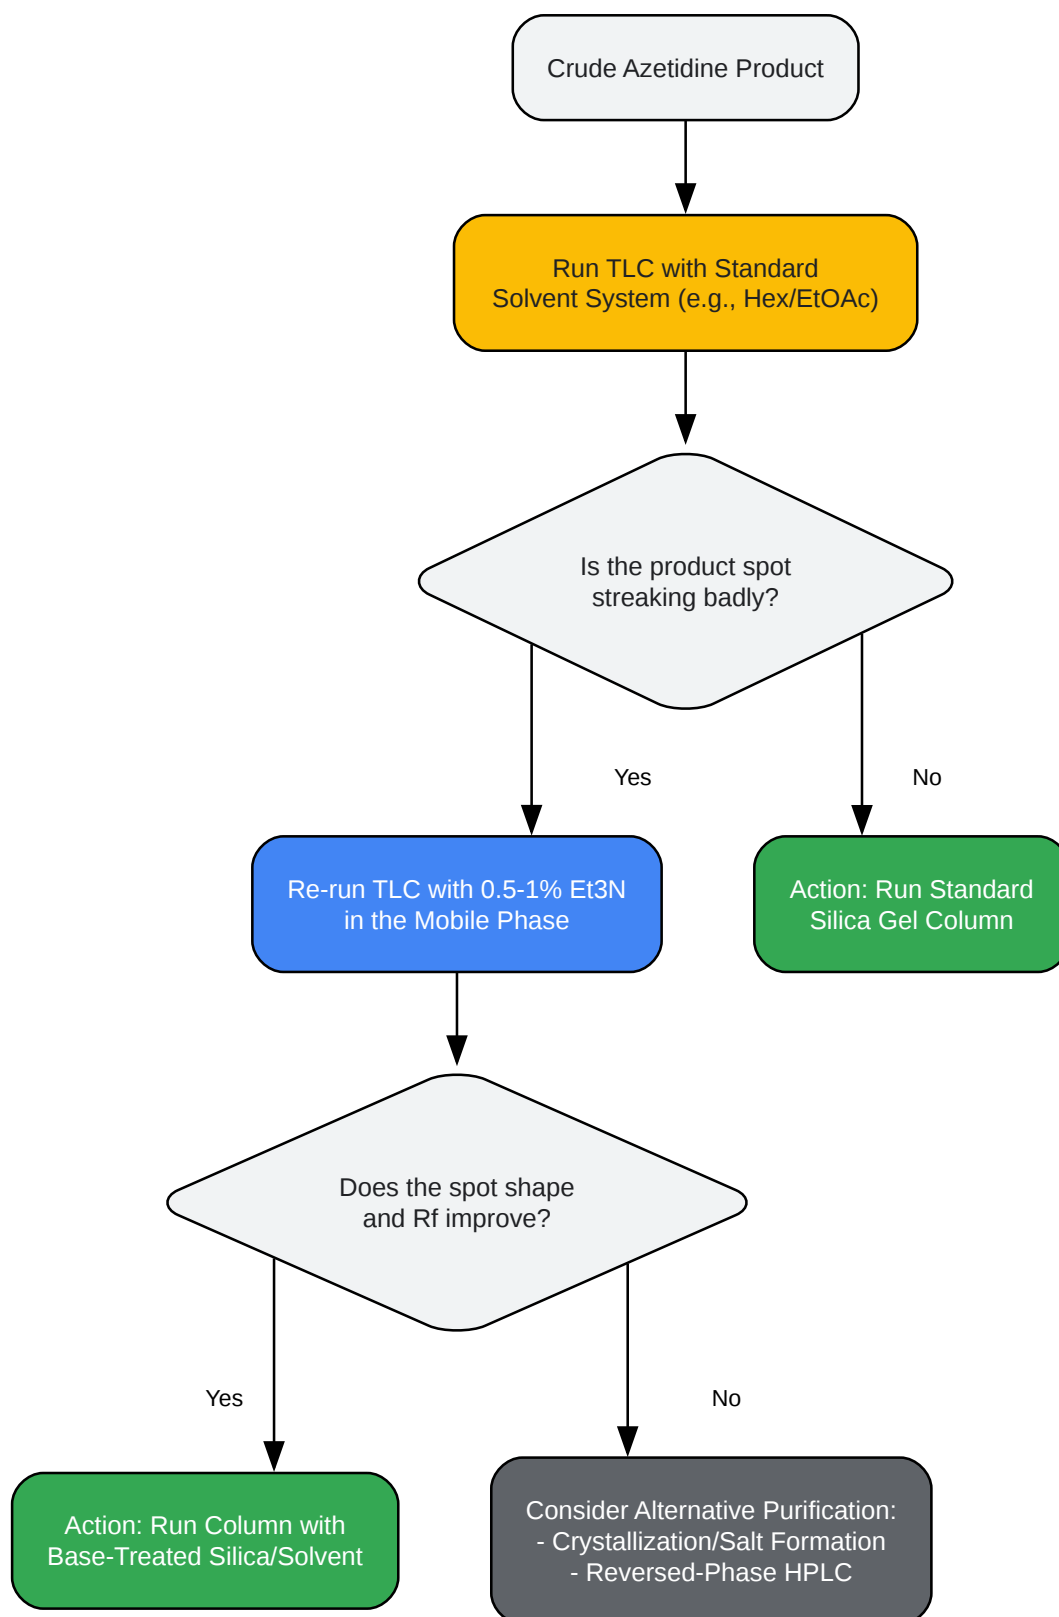 Crude Azetidine Product
Run TLC with Standard
Solvent System (e.g., Hex/EtOAc)
Is the product spot
streaking badly?
Yes
No
Re-run TLC with 0.5-1% Et3N
in the Mobile Phase
Action: Run Standard
Silica Gel Column
Does the spot shape
and Rf improve?
Yes
No
Action: Run Column with
Base-Treated Silica/Solvent
Consider Alternative Purification:
- Crystallization/Salt Formation
- Reversed-Phase HPLC